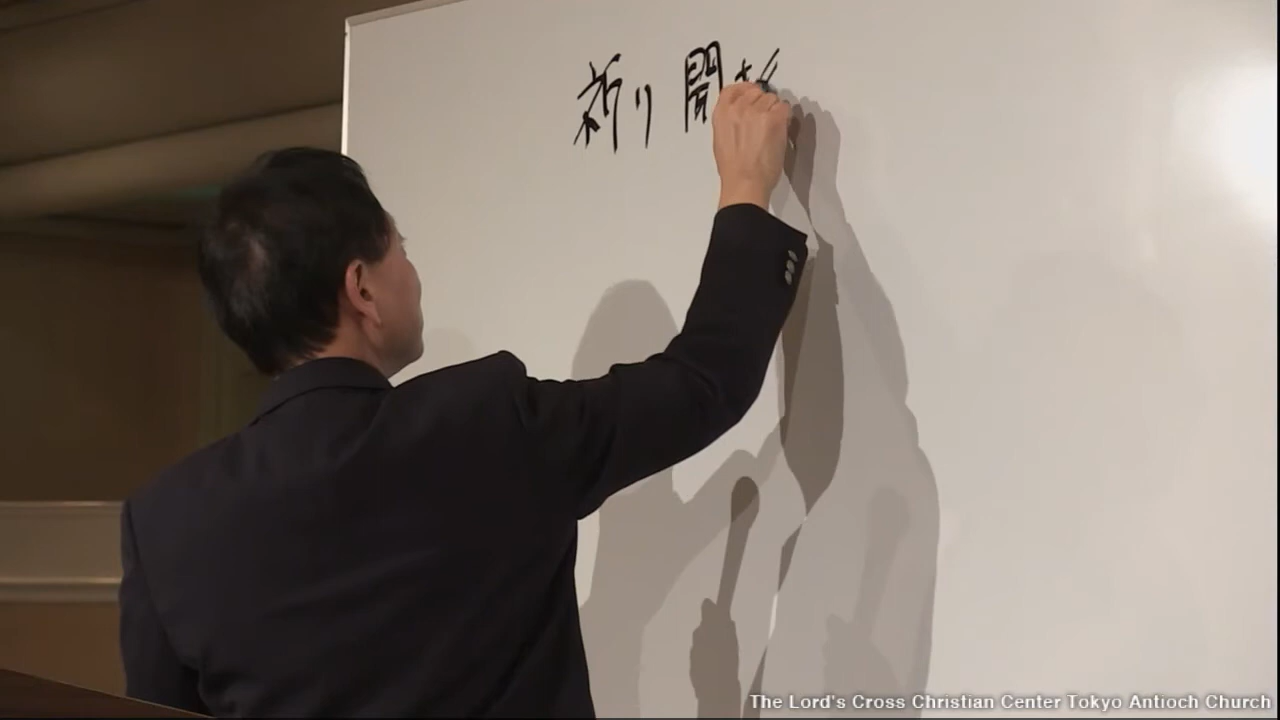 祈り 開
The Lord's Cross Christian Center Tokyo Antioch Church